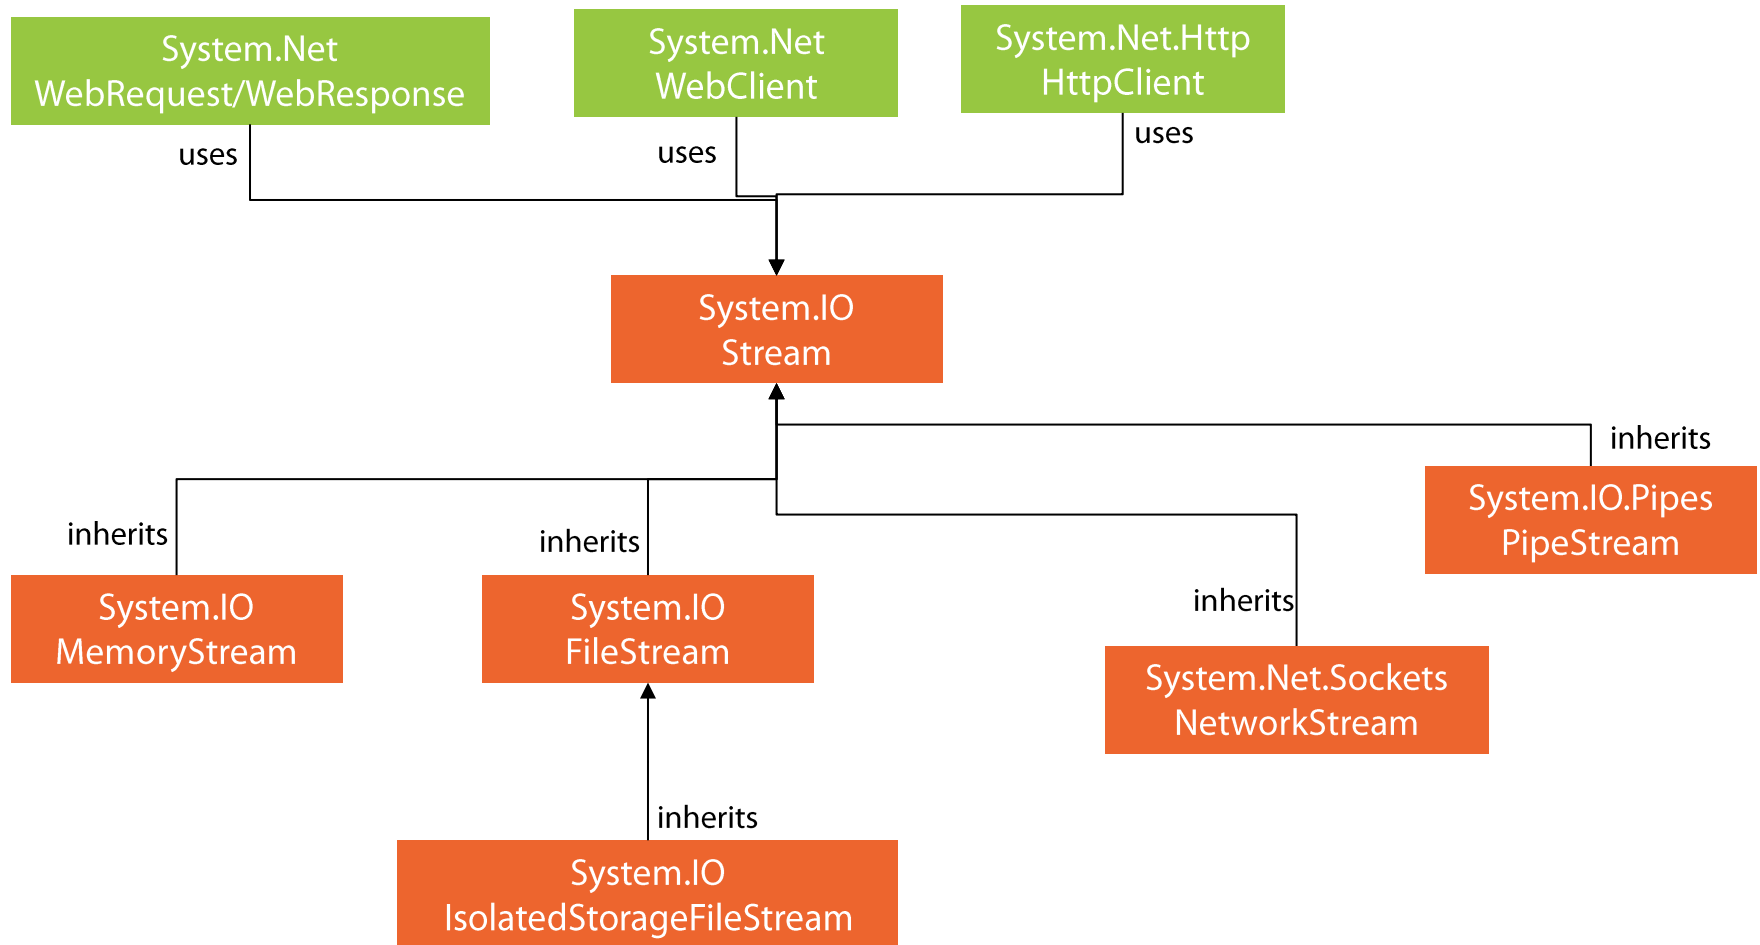 System.Net
WebRequest/WebResponse
System.Net
WebClient
System.Net.Http
HttpClient
uses
uses
uses
System.IO
Stream
inherits
System.IO.Pipes
PipeStream
inherits
inherits
System.IO
MemoryStream
System.IO
FileStream
inherits
System.Net.Sockets
NetworkStream
inherits
System.IO
IsolatedStorageFileStream